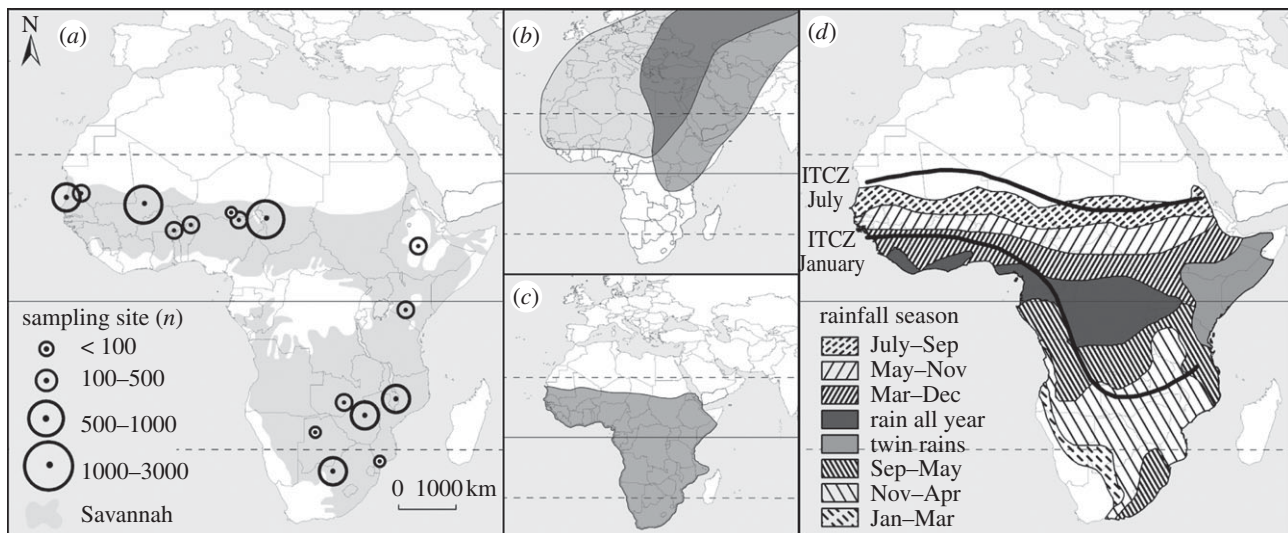 N
(a)
sampling site (n)
< 100
100–500
500–1000
1000–3000
Savannah
0 1000 km
(b)
(c)
(d)
ITCZ
July
ITCZ
January
rainfall season
July–Sep
May–Nov
Mar–Dec
rain all year
twin rains
Sep–May
Nov–Apr
Jan–Mar